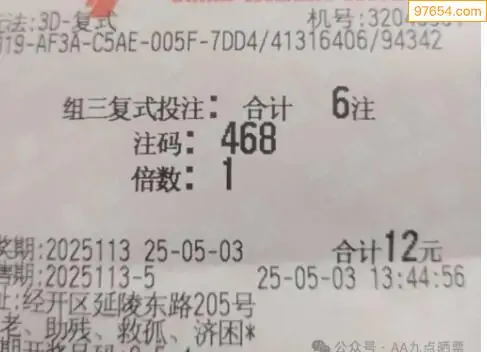 97654.com
玩法:3D-复式
机号:3204
J19-AF3A-C5AE-005F-7DD4/41316406/94342
组三复式投注: 合计 6注
注码: 468
倍数: 1
奖期:2025113 25-05-03 合计12元
售期:2025113-5 25-05-03 13:44:56
址:经开区延陵东路205号
老、助残、救孤、济困*
公众号·AA九点晒票